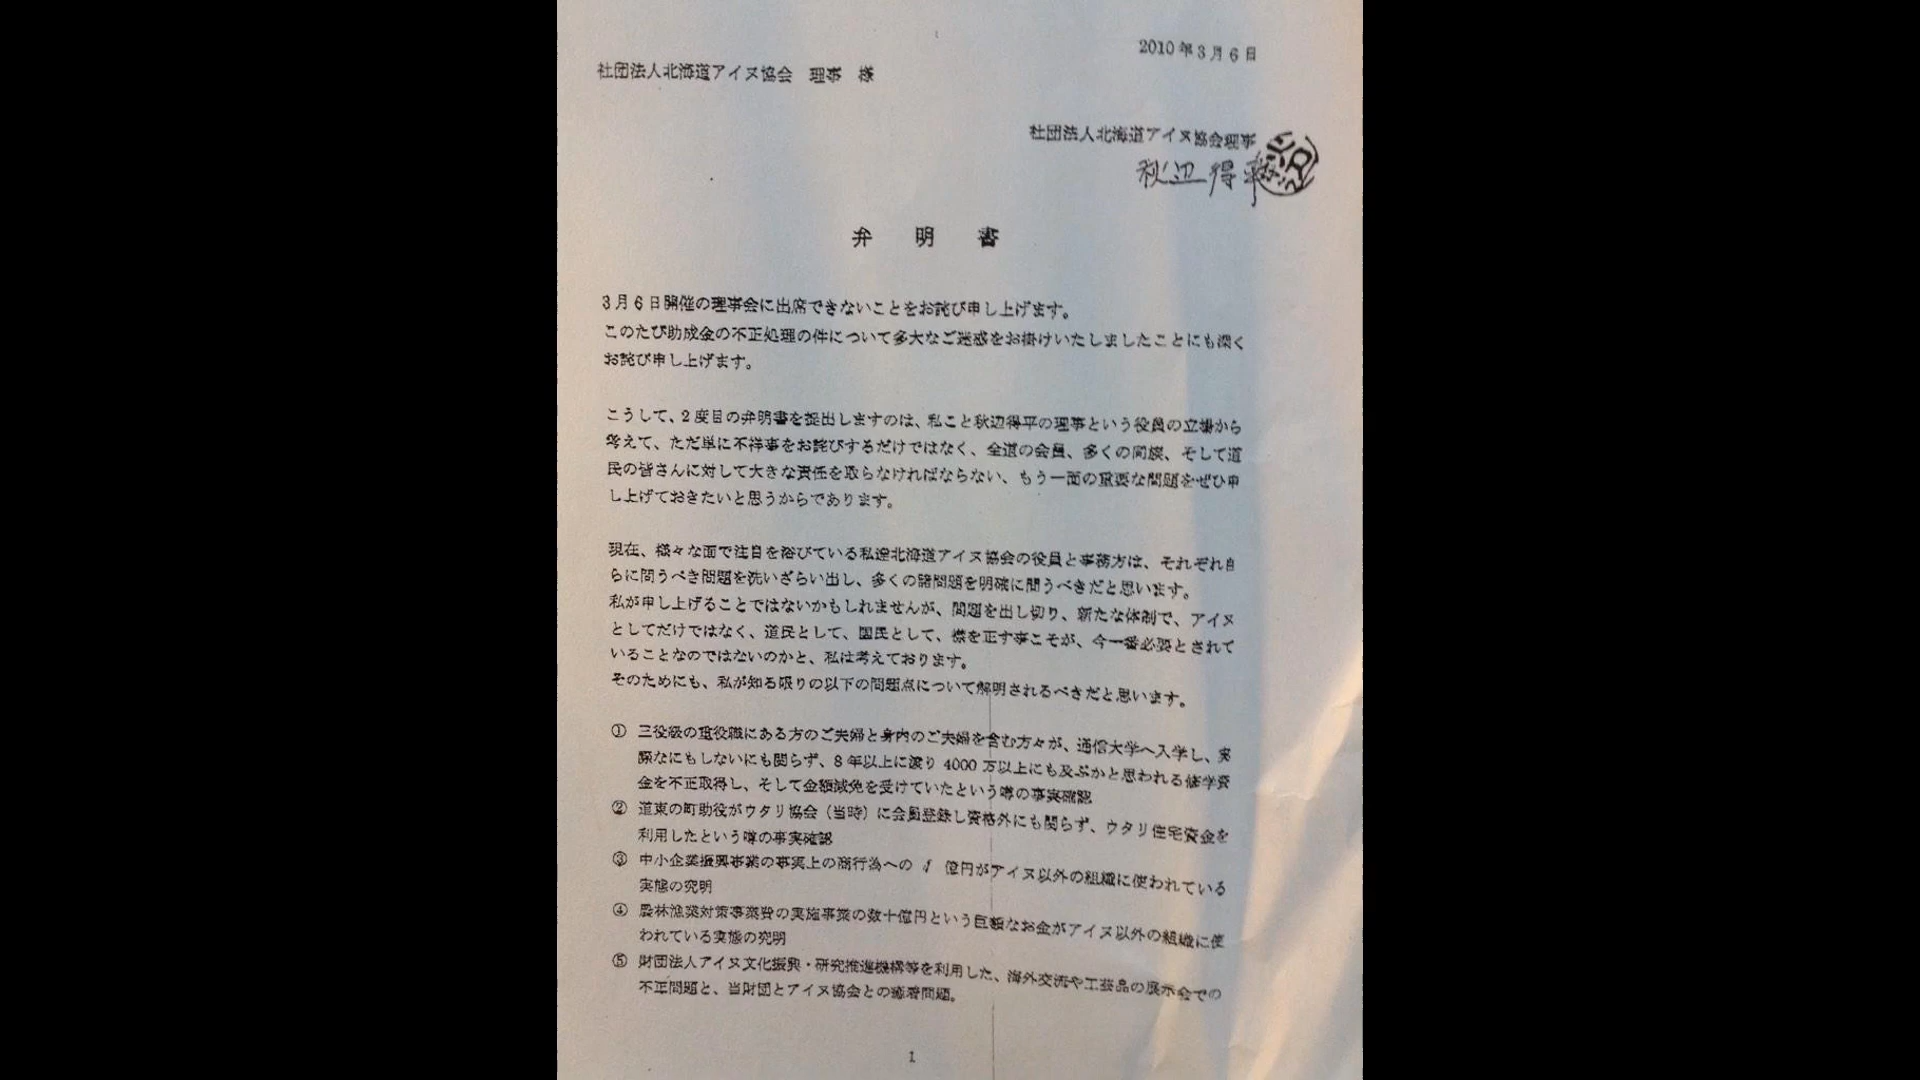 2010年3月6日
社団法人北海道アイヌ協会 理事 様
社団法人北海道アイヌ協会理事
秋辺得平
弁 明 書
3月6日開催の理事会に出席できないことをお詫び申し上げます。
このたび助成金の不正処理の件について多大なご迷惑をお掛けいたしましたことにも深く
お詫び申し上げます。
こうして、2度目の弁明書を提出しますのは、私こと秋辺得平の理事という役員の立場から
考えて、ただ単に不祥事をお詫びするだけではなく、全道の会員、多くの同族、そして道
民の皆さんに対して大きな責任を取らなければならない、もう一面の重要な問題をぜひ申
し上げておきたいと思うからであります。
現在、様々な面で注目を浴びている私達北海道アイヌ協会の役員と事務方は、それぞれ自
らに問うべき問題を洗いざらい出し、多くの諸問題を明確に問うべきだと思います。
私が申し上げることではないかもしれませんが、問題を出し切り、新たな体制で、アイヌ
としてだけではなく、道民として、国民として、様を正す事こそが、今一番必要とされて
いることなのではないのかと、私は考えております。
そのためにも、私が知る限りの以下の問題点について解明されるべきだと思います。
① 三役級の重役職にある方のご夫婦と身内のご夫婦を含む方々が、通信大学へ入学し、実
際なにもしないにも関らず、8年以上に渡り4000万以上にも及ぶかと思われる修学資
金を不正取得し、そして金額減免を受けていたという噂の事実確認
② 道東の町助役がウタリ協会（当時）に会員登録し資格外にも関らず、ウタリ住宅資金を
利用したという噂の事実確認
③ 中小企業振興事業の事実上の商行為への 億円がアイヌ以外の組織に使われている
実態の究明
④ 農林漁業対策事業費の実施事業の数十億円という巨額なお金がアイヌ以外の組織に使
われている実態の究明
⑤ 財団法人アイヌ文化振興・研究推進機構等を利用した、海外交流や工芸品の展示会での
不正問題と、当財団とアイヌ協会との癒着問題。
1